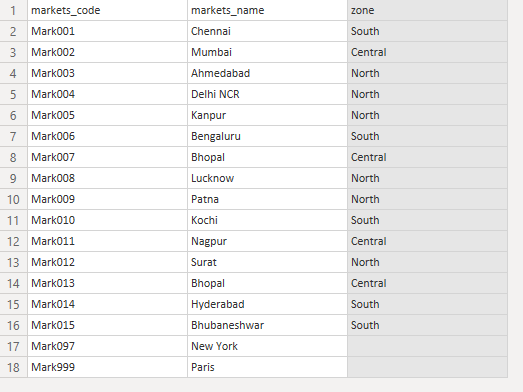 1 markets_code markets_name zone
2 Mark001 Chennai South
3 Mark002 Mumbai Central
4 Mark003 Ahmedabad North
5 Mark004 Delhi NCR North
6 Mark005 Kanpur North
7 Mark006 Bengaluru South
8 Mark007 Bhopal Central
9 Mark008 Lucknow North
10 Mark009 Patna North
11 Mark010 Kochi South
12 Mark011 Nagpur Central
13 Mark012 Surat North
14 Mark013 Bhopal Central
15 Mark014 Hyderabad South
16 Mark015 Bhubaneshwar South
17 Mark097 New York
18 Mark999 Paris